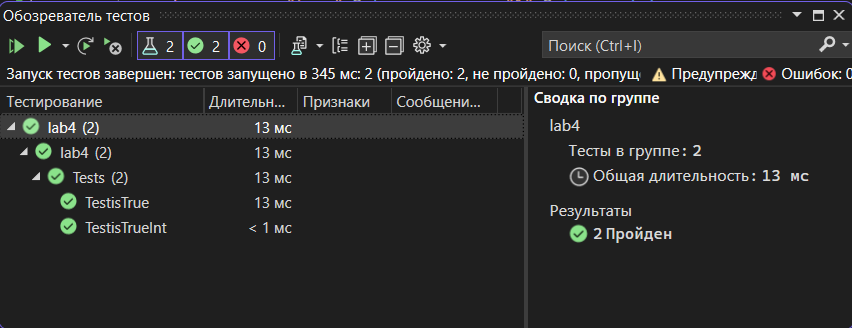 Обозреватель тестов
2 2 0 Поиск (Ctrl+I)
Запуск тестов завершен: тестов запущено в 345 мс: 2 (пройдено: 2, не пройдено: 0, пропущ Предупрежд Ошибок: 0
Тестирование Длительн... Признаки Сообщени...
lab4 (2) 13 мс
lab4 (2) 13 мс
Tests (2) 13 мс
TestisTrue 13 мс
TestisTrueInt < 1 мс
Сводка по группе
lab4
Тесты в группе: 2
Общая длительность: 13 мс
Результаты
2 Пройден